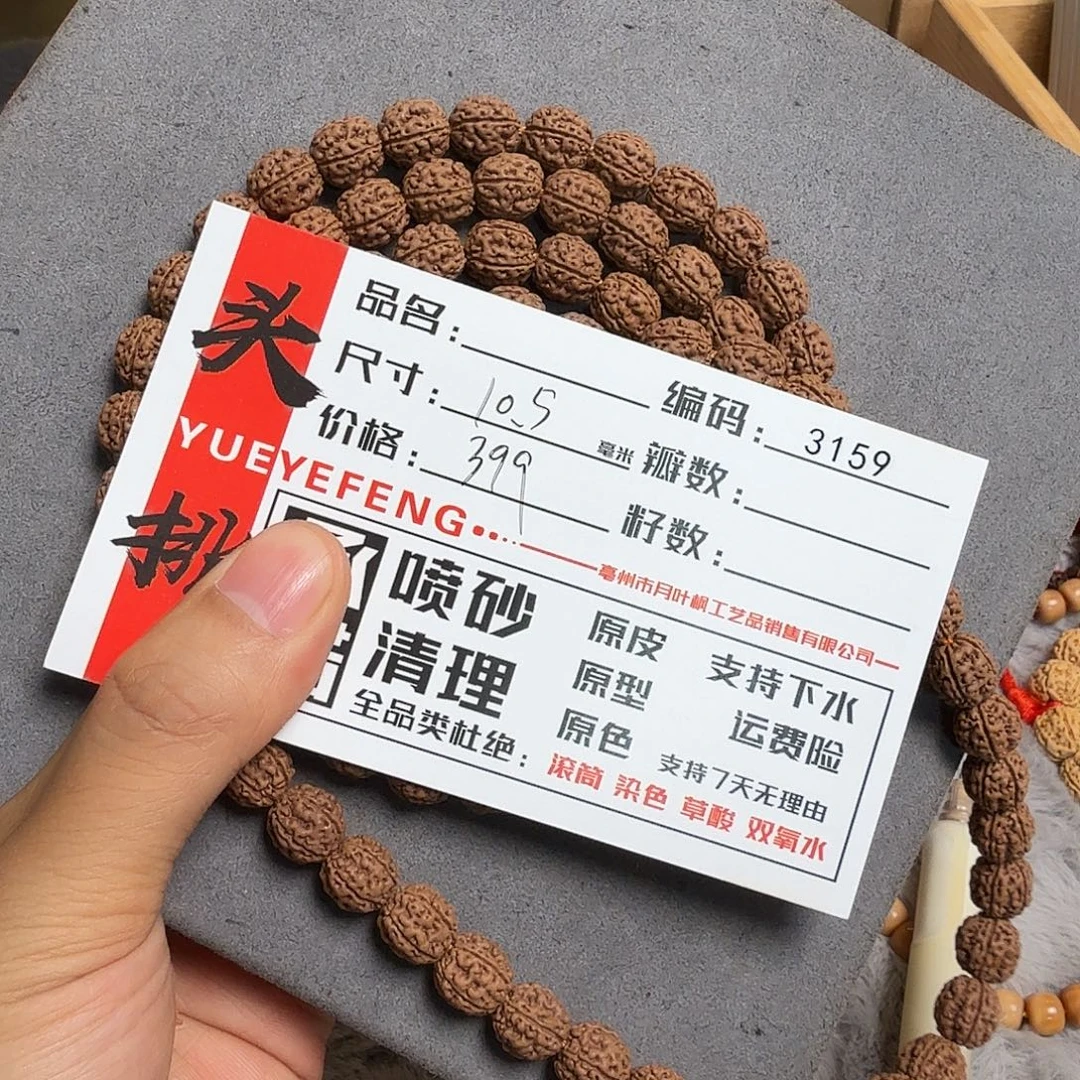 头排
品名：
编码：3159
尺寸：10.5 毫米
瓣数：
价格：399
籽数：
YUEYEFENG
亳州市月叶枫工艺品销售有限公司
喷砂
清理
原皮
原型
原色
支持下水
运费险
支持7天无理由
全品类杜绝：滚筒 染色 草酸 双氧水